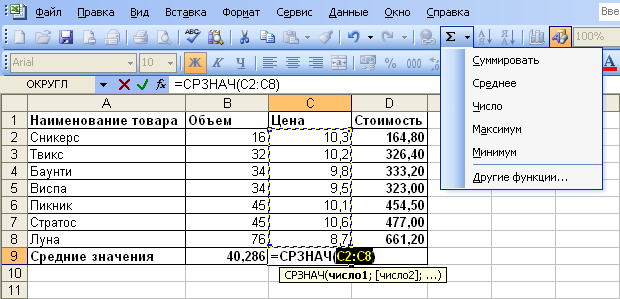 Файл Правка Вид Вставка Формат Сервис Данные Окно Справка Вве
Σ 100%
Arial 10 Ж К Ч A
ОКРУГЛ =СРЗНАЧ(C2:C8)
Суммировать
Среднее
Число
Максимум
Минимум
Другие функции...
A B C D
1 Наименование товара Объем Цена Стоимость
2 Сникерс 16 10,3 164,80
3 Твикс 32 10,2 326,40
4 Баунти 34 9,8 333,20
5 Виспа 34 9,5 323,00
6 Пикник 45 10,1 454,50
7 Стратос 45 10,6 477,00
8 Луна 76 8,7 661,20
9 Средние значения 40,286 =СРЗНАЧ(C2:C8)
СРЗНАЧ(число1; [число2]; ...)
10
11